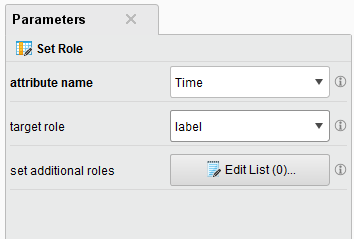 Parameters
Set Role
attribute name Time
target role label
set additional roles Edit List (0)...